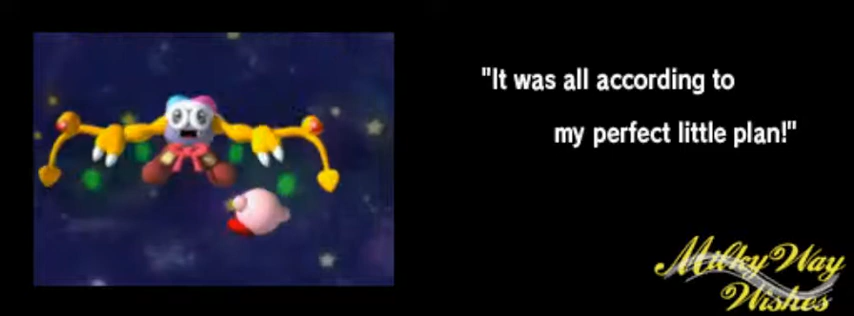 "It was all according to
my perfect little plan!"
Milky Way
Wishes